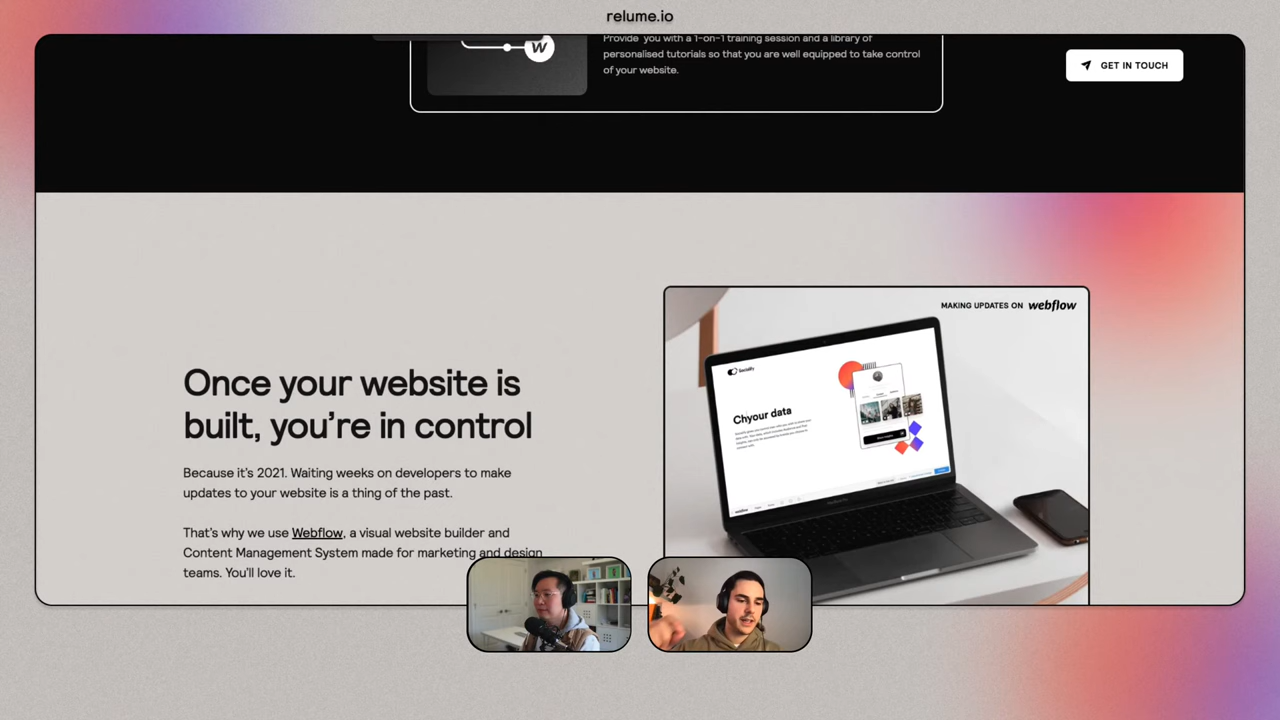 relume.io
Provide you with a 1-on-1 training session and a library of
personalised tutorials so that you are well equipped to take control
of your website.
W
GET IN TOUCH
MAKING UPDATES ON webflow
Socialfy
Chyour data
Once your website is
built, you're in control
Because it's 2021. Waiting weeks on developers to make
updates to your website is a thing of the past.
That's why we use Webflow, a visual website builder and
Content Management System made for marketing and design
teams. You'll love it.